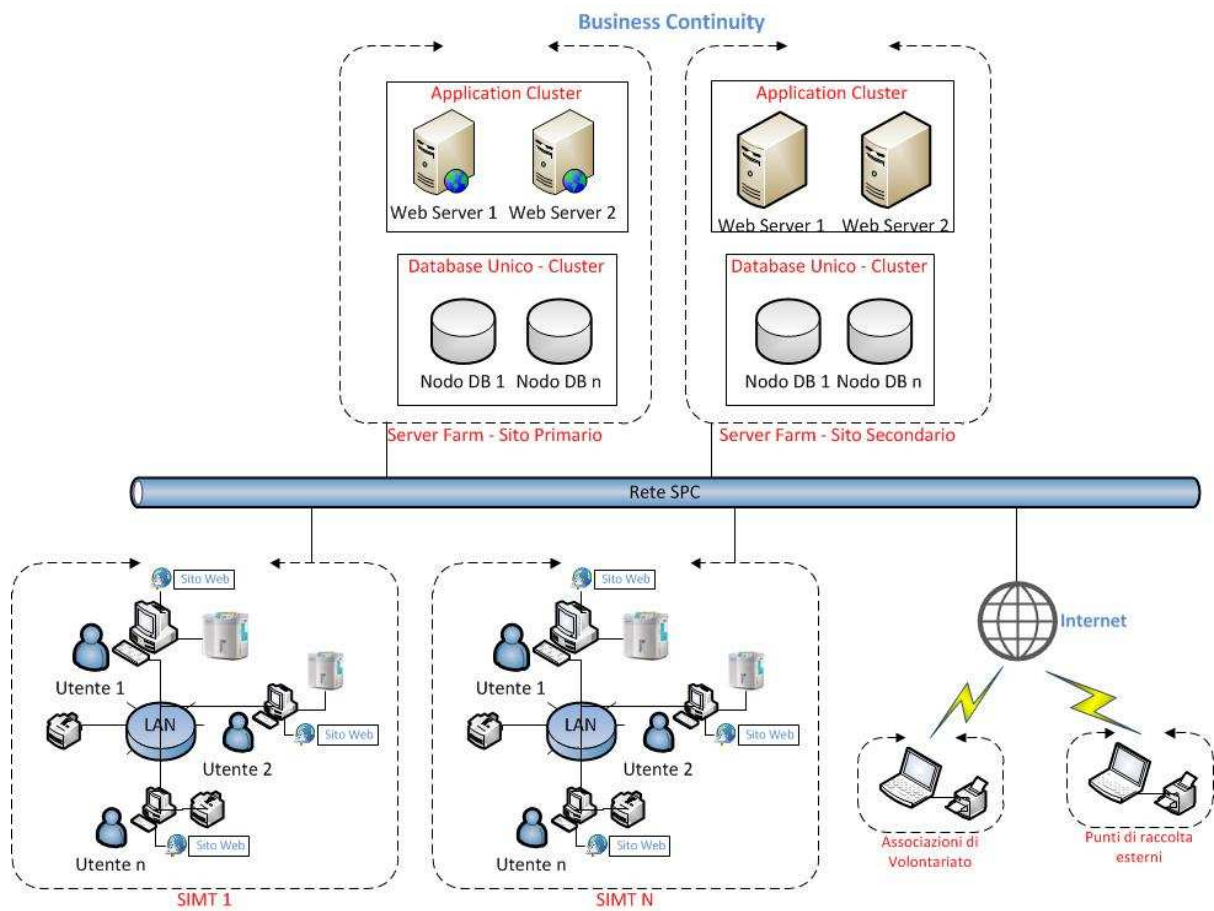 Business Continuity
Application Cluster
Web Server 1
Web Server 2
Database Unico - Cluster
Nodo DB 1
Nodo DB n
Server Farm - Sito Primario
Application Cluster
Web Server 1
Web Server 2
Database Unico - Cluster
Nodo DB 1
Nodo DB n
Server Farm - Sito Secondario
Rete SPC
Sito Web
Utente 1
LAN
Utente 2
Sito Web
Utente n
Sito Web
SIMT 1
Sito Web
Utente 1
LAN
Utente 2
Sito Web
Utente n
Sito Web
SIMT N
Internet
Associazioni di
Volontariato
Punti di raccolta
esterni